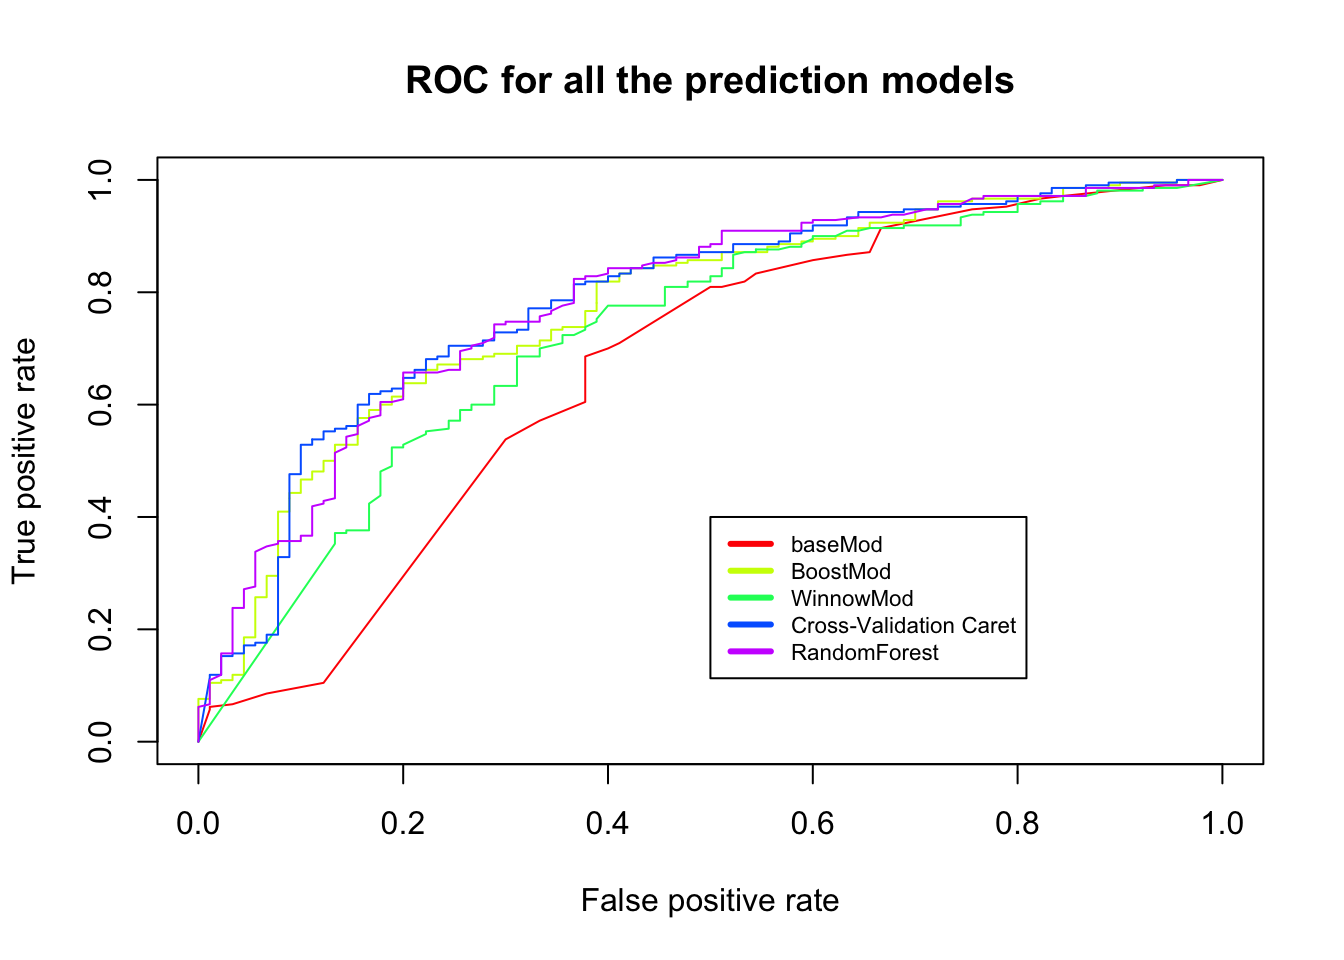 ROC for all the prediction models
True positive rate
1.0
0.8
0.6
0.4
0.2
0.0
baseMod
BoostMod
WinnowMod
Cross-Validation Caret
RandomForest
0.0 0.2 0.4 0.6 0.8 1.0
False positive rate